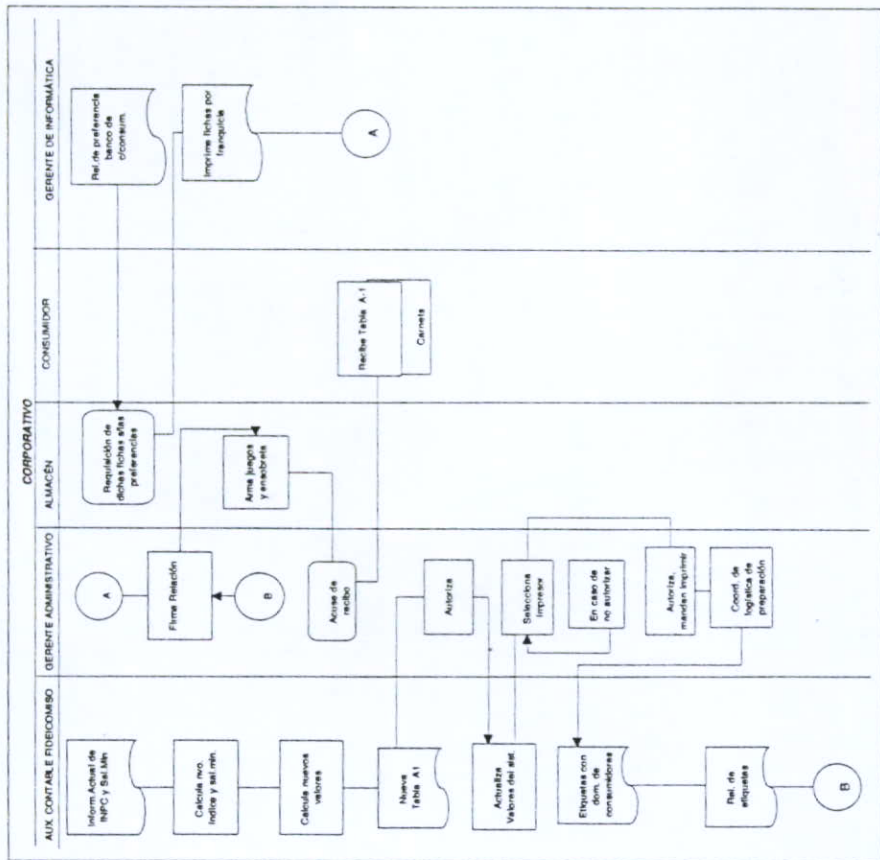 CORPORATIVO
AUX. CONTABLE FIDEICOMISO
GERENTE ADMINISTRATIVO
ALMACÉN
CONSUMIDOR
GERENTE DE INFORMÁTICA
Inform.Actual de
INPC y Sal.Min
Calcula nvo.
Indice y sal.min.
Calcula nuevos
valores
Nueva
Tabla A1
Actualiza
Valores del sist.
Etiquetas con
dom. de
consumidores
Rel. de
etiquetas
B
A
Firma Relación
B
Acuse de
recibo
Autoriza
Selecciona
Impresor
En caso de
no autorizar
Autoriza,
mandan imprimir
Coord. de
logística de
preparación
Requisición de
dichas fichas s/las
preferencias
Arma juegos
y ensobreta
Recibe Tabla A-1
Carnets
Rel.de preferencia
banco de
c/consum.
Imprime fichas por
franquicia
A